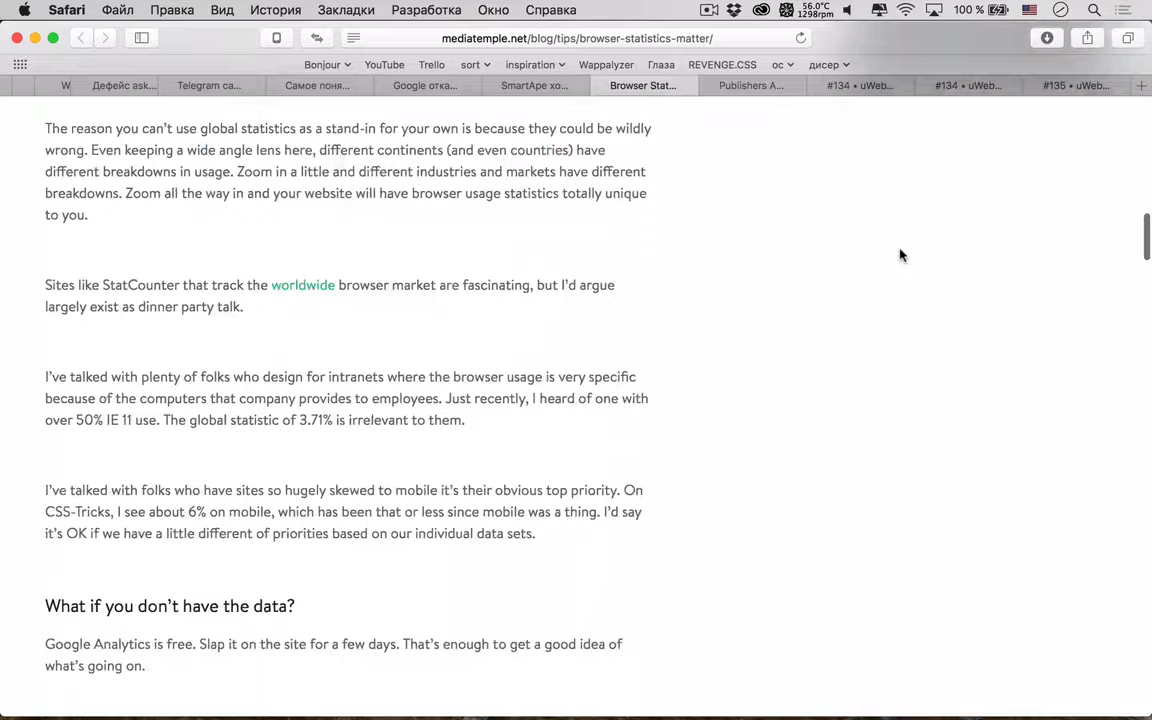 Safari Файл Правка Вид История Закладки Разработка Окно Справка 56.0°C 1298rpm 100 %
mediatemple.net/blog/tips/browser-statistics-matter/
Bonjour YouTube Trello sort inspiration Wappalyzer Глаза REVENGE.CSS ос дисер
W Дефейс ask... Telegram ca... Самое поня... Google отка... SmartApe хо... Browser Stat... Publishers A... #134 • uWeb... #134 • uWeb... #135 • uWeb...
The reason you can’t use global statistics as a stand-in for your own is because they could be wildly
wrong. Even keeping a wide angle lens here, different continents (and even countries) have
different breakdowns in usage. Zoom in a little and different industries and markets have different
breakdowns. Zoom all the way in and your website will have browser usage statistics totally unique
to you.
Sites like StatCounter that track the worldwide browser market are fascinating, but I’d argue
largely exist as dinner party talk.
I’ve talked with plenty of folks who design for intranets where the browser usage is very specific
because of the computers that company provides to employees. Just recently, I heard of one with
over 50% IE 11 use. The global statistic of 3.71% is irrelevant to them.
I’ve talked with folks who have sites so hugely skewed to mobile it’s their obvious top priority. On
CSS-Tricks, I see about 6% on mobile, which has been that or less since mobile was a thing. I’d say
it’s OK if we have a little different of priorities based on our individual data sets.
What if you don’t have the data?
Google Analytics is free. Slap it on the site for a few days. That’s enough to get a good idea of
what’s going on.